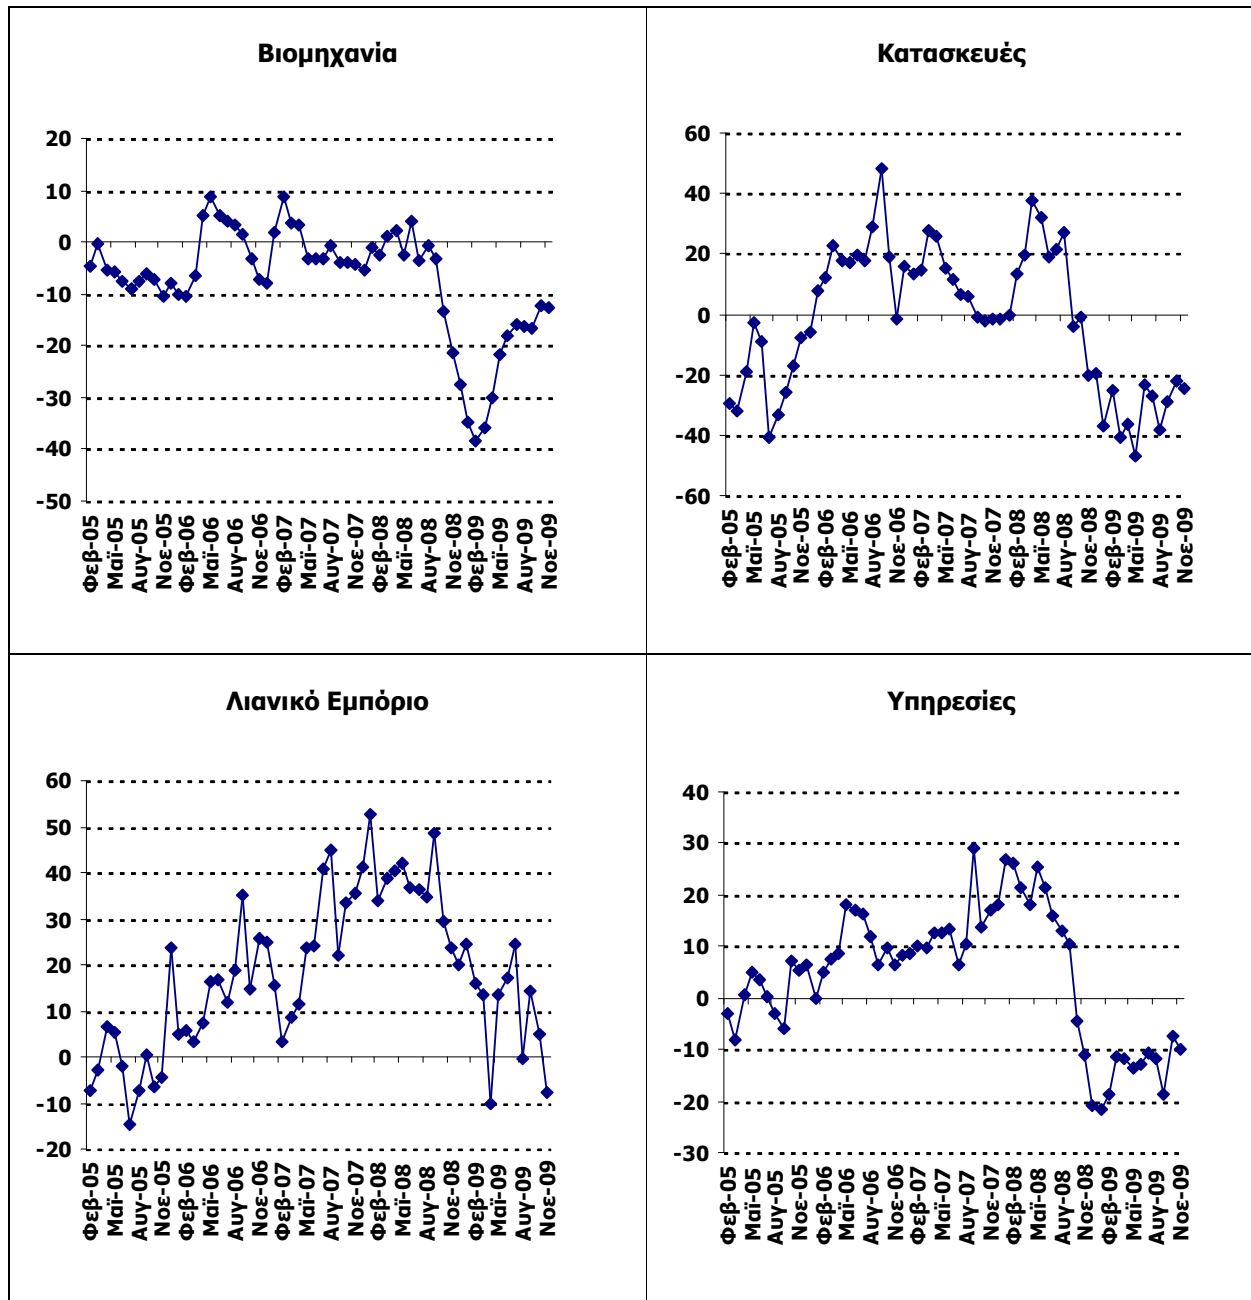 Βιομηχανία
20
10
0
-10
-20
-30
-40
-50
Φεβ-05
Μαϊ-05
Αυγ-05
Νοε-05
Φεβ-06
Μαϊ-06
Αυγ-06
Νοε-06
Φεβ-07
Μαϊ-07
Αυγ-07
Νοε-07
Φεβ-08
Μαϊ-08
Αυγ-08
Νοε-08
Φεβ-09
Μαϊ-09
Αυγ-09
Νοε-09
Κατασκευές
60
40
20
0
-20
-40
-60
Φεβ-05
Μαϊ-05
Αυγ-05
Νοε-05
Φεβ-06
Μαϊ-06
Αυγ-06
Νοε-06
Φεβ-07
Μαϊ-07
Αυγ-07
Νοε-07
Φεβ-08
Μαϊ-08
Αυγ-08
Νοε-08
Φεβ-09
Μαϊ-09
Αυγ-09
Νοε-09
Λιανικό Εμπόριο
60
50
40
30
20
10
0
-10
-20
Φεβ-05
Μαϊ-05
Αυγ-05
Νοε-05
Φεβ-06
Μαϊ-06
Αυγ-06
Νοε-06
Φεβ-07
Μαϊ-07
Αυγ-07
Νοε-07
Φεβ-08
Μαϊ-08
Αυγ-08
Νοε-08
Φεβ-09
Μαϊ-09
Αυγ-09
Νοε-09
Υπηρεσίες
40
30
20
10
0
-10
-20
-30
Φεβ-05
Μαϊ-05
Αυγ-05
Νοε-05
Φεβ-06
Μαϊ-06
Αυγ-06
Νοε-06
Φεβ-07
Μαϊ-07
Αυγ-07
Νοε-07
Φεβ-08
Μαϊ-08
Αυγ-08
Νοε-08
Φεβ-09
Μαϊ-09
Αυγ-09
Νοε-09